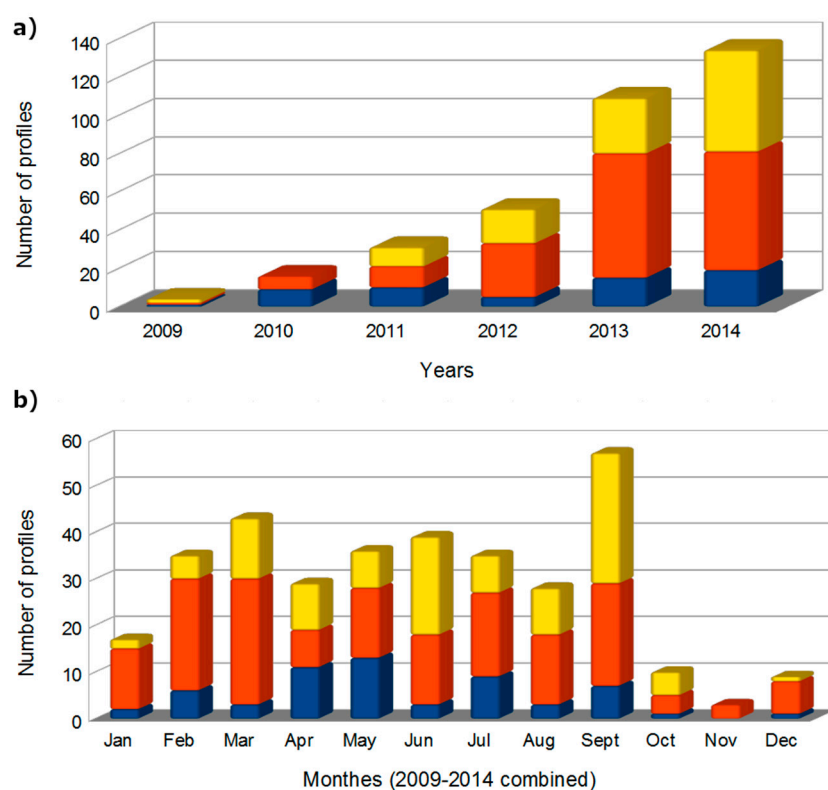 a)
140
120
100
80
60
40
20
0
Number of profiles
2009 2010 2011 2012 2013 2014
Years
b)
60
50
40
30
20
10
0
Number of profiles
Jan Feb Mar Apr May Jun Jul Aug Sept Oct Nov Dec
Monthes (2009-2014 combined)